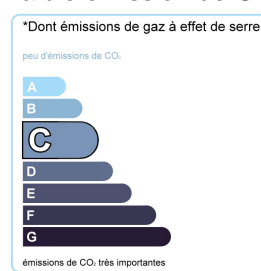 *Dont émissions de gaz à effet de serre
peu d'émissions de CO₂
A
B
C
D
E
F
G
émissions de CO₂ très importantes